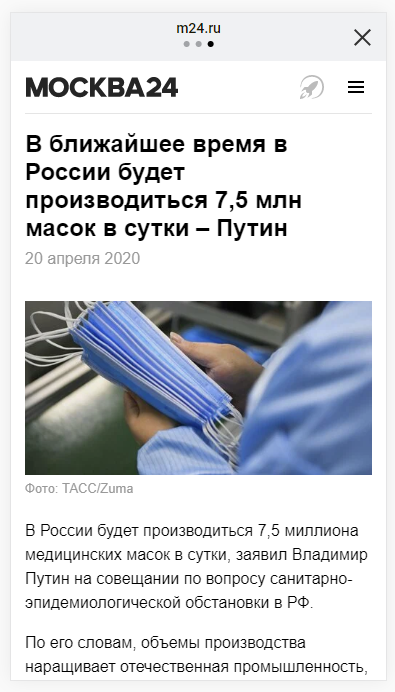 m24.ru
МОСКВА24
В ближайшее время в
России будет
производиться 7,5 млн
масок в сутки – Путин
20 апреля 2020
Фото: ТАСС/Zuma
В России будет производиться 7,5 миллиона
медицинских масок в сутки, заявил Владимир
Путин на совещании по вопросу санитарно-
эпидемиологической обстановки в РФ.
По его словам, объемы производства
наращивает отечественная промышленность,